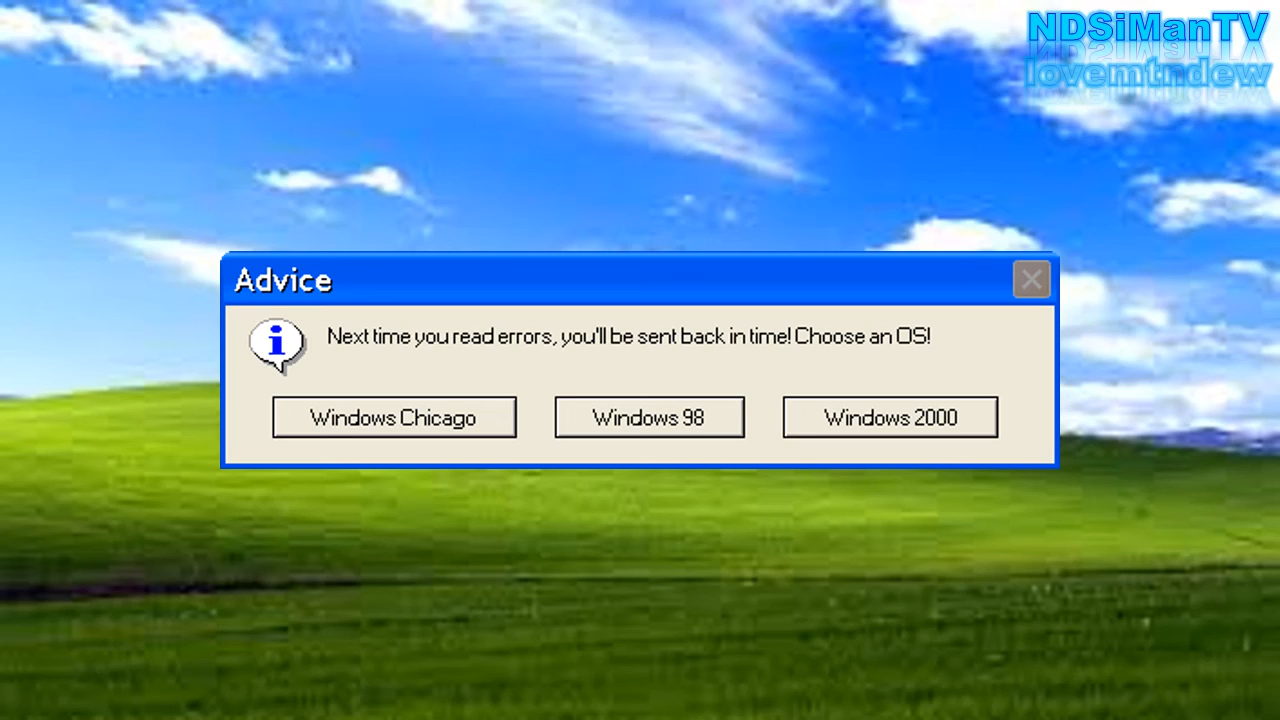 NDSiManTV
lovemtndew
Advice
Next time you read errors, you'll be sent back in time! Choose an OS!
Windows Chicago
Windows 98
Windows 2000